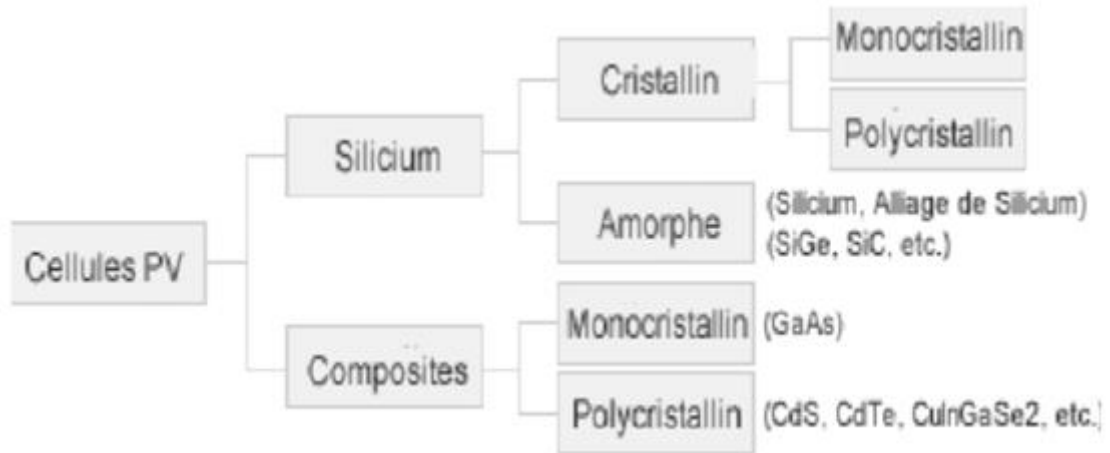 Cellules PV
Silicium
Cristallin
Monocristallin
Polycristallin
Amorphe
(Silicium, Alliage de Silicium)
(SiGe, SiC, etc.)
Composites
Monocristallin (GaAs)
Polycristallin (CdS, CdTe, CuInGaSe2, etc.)